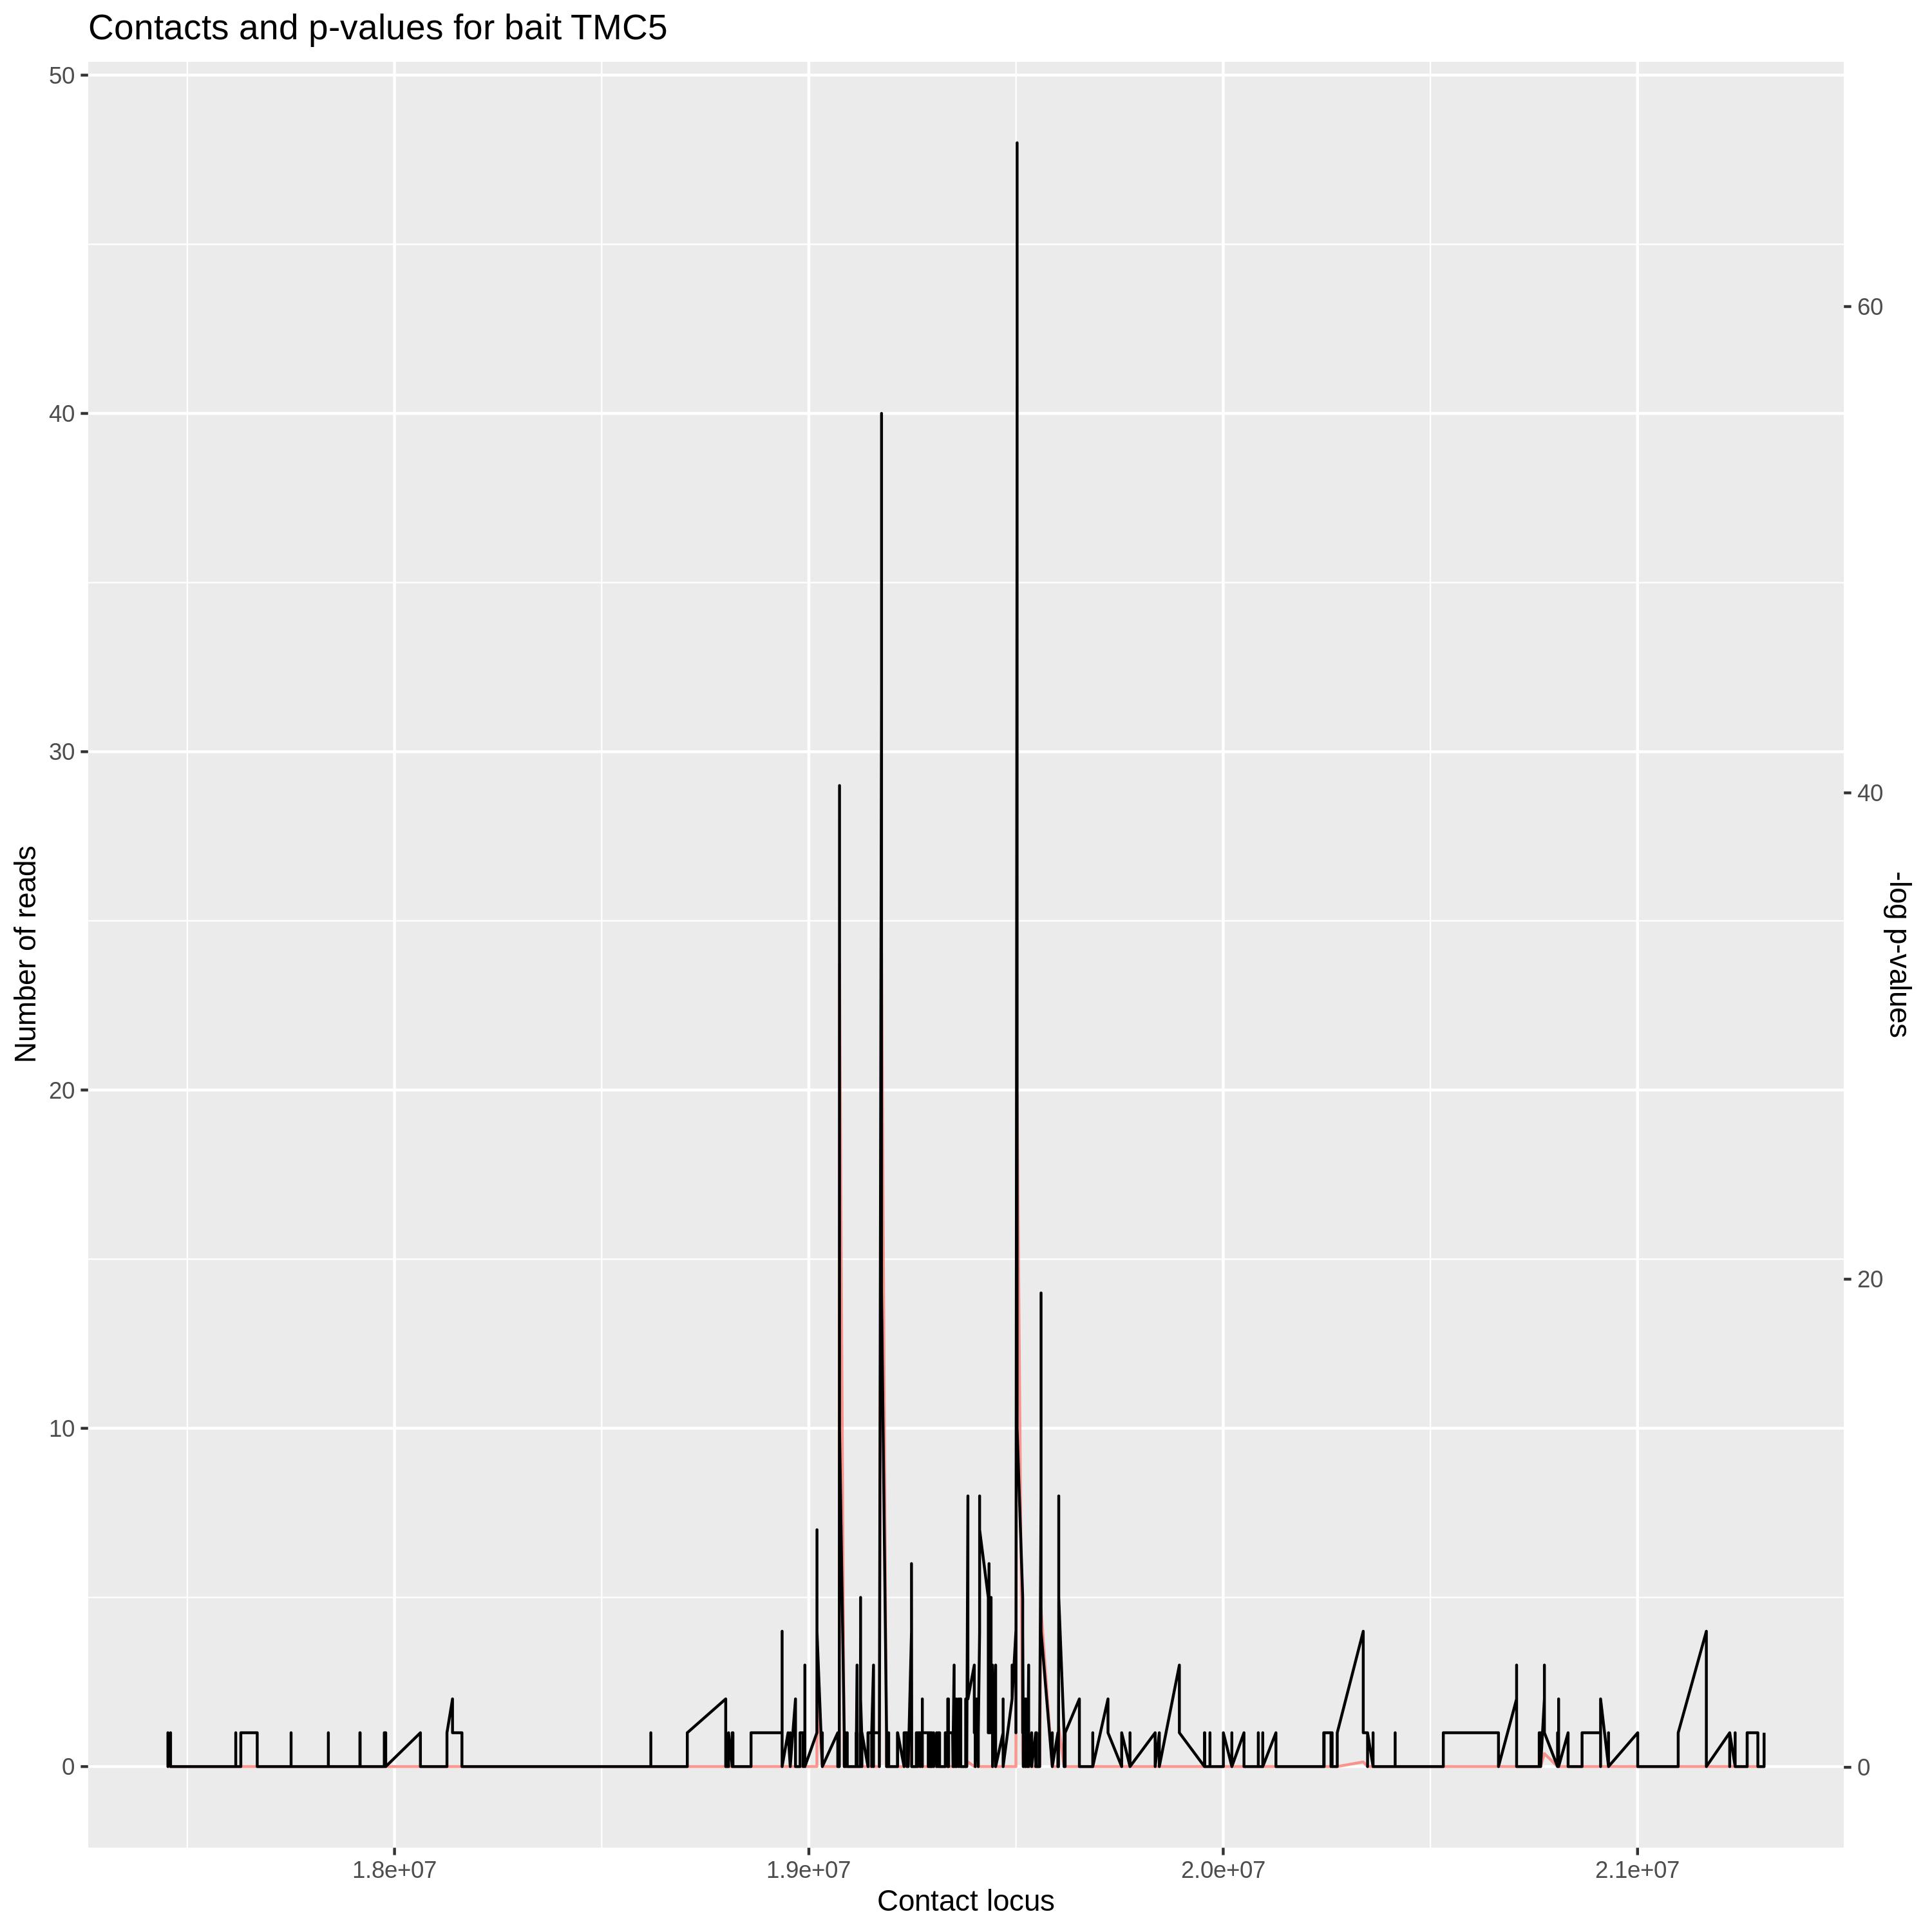 Contacts and p-values for bait TMC5
50
40
30
20
10
0
Number of reads
60
40
20
0
-log p-values
1.8e+07 1.9e+07 2.0e+07 2.1e+07
Contact locus